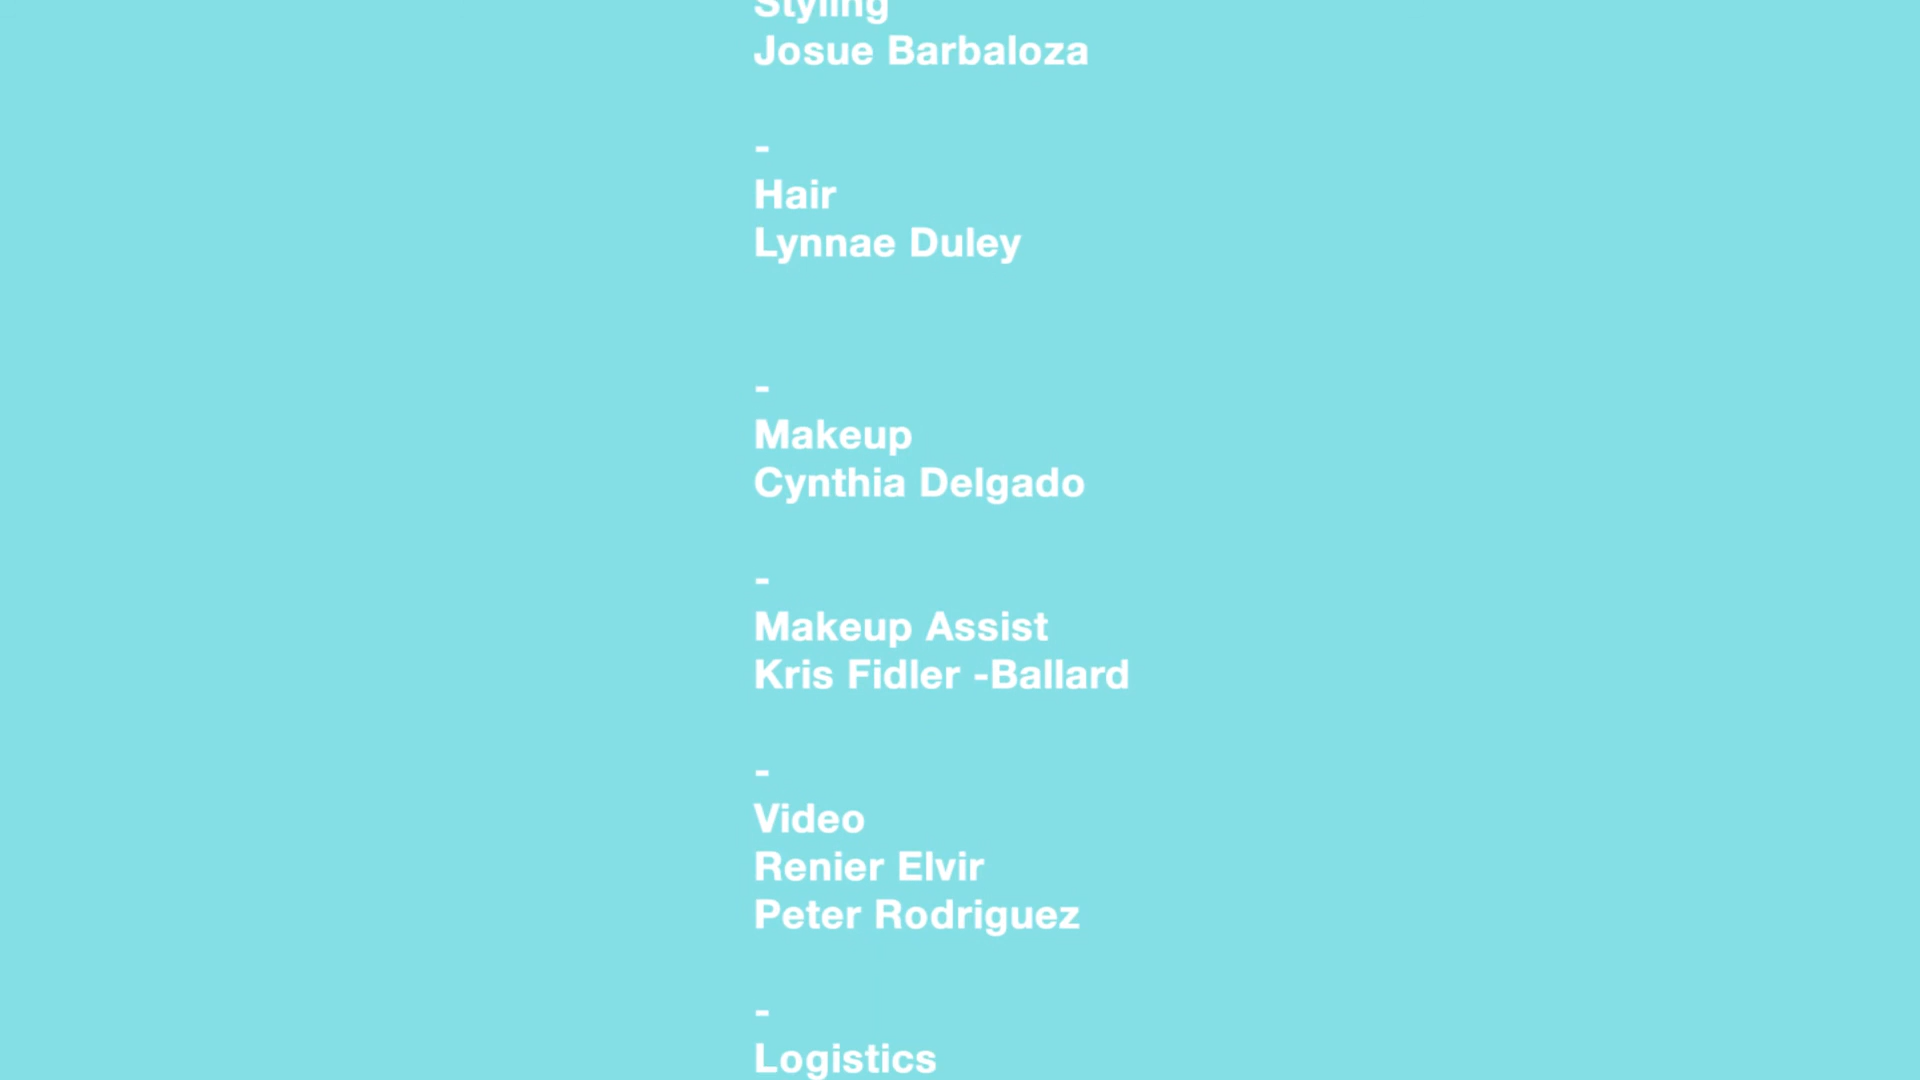 Styling
Josue Barbaloza
-
Hair
Lynnae Duley
-
Makeup
Cynthia Delgado
-
Makeup Assist
Kris Fidler -Ballard
-
Video
Renier Elvir
Peter Rodriguez
-
Logistics